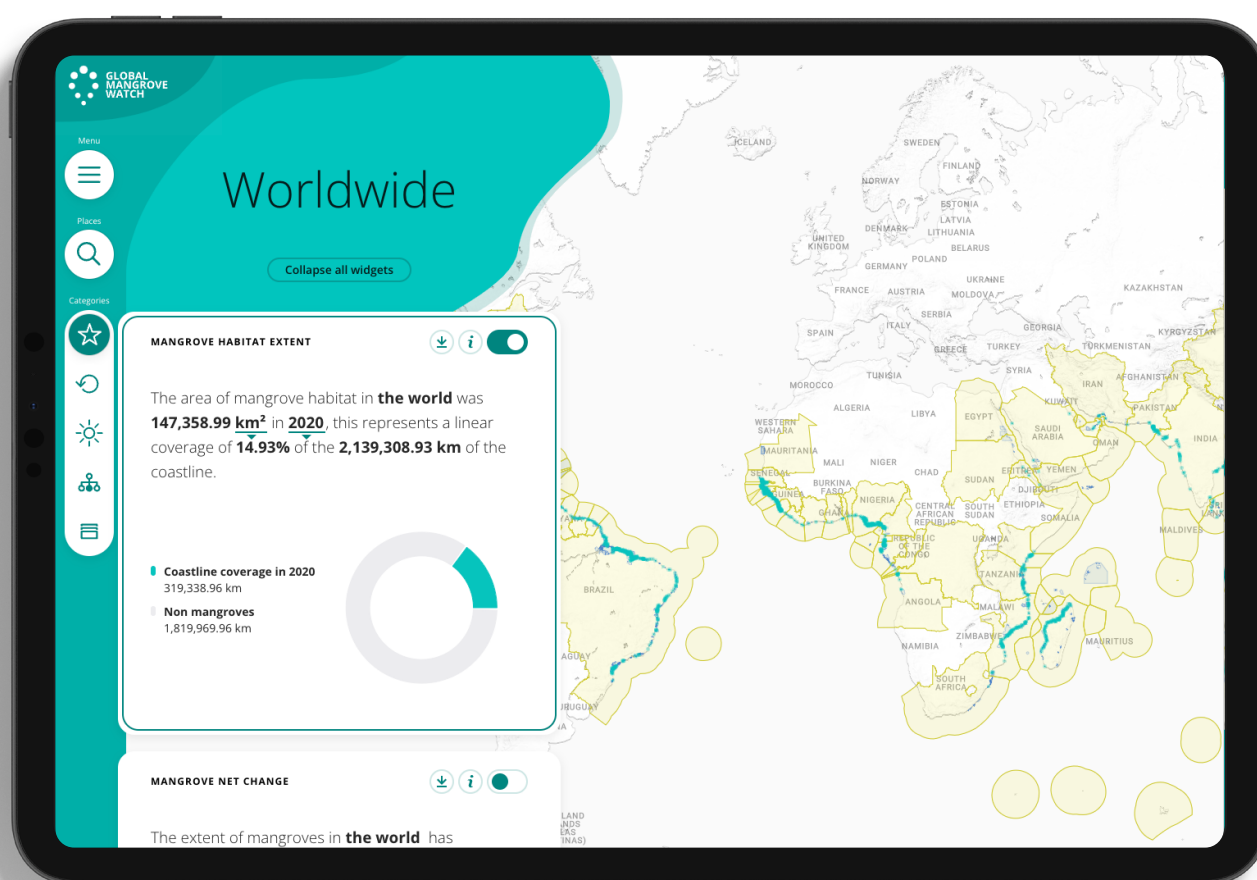 GLOBAL
MANGROVE
WATCH
Menu
Places
Categories
Worldwide
Collapse all widgets
MANGROVE HABITAT EXTENT
The area of mangrove habitat in the world was
147,358.99 km² in 2020, this represents a linear
coverage of 14.93% of the 2,139,308.93 km of the
coastline.
Coastline coverage in 2020
319,338.96 km
Non mangroves
1,819,969.96 km
MANGROVE NET CHANGE
The extent of mangroves in the world has
ICELAND
SWEDEN
FINLAND
NORWAY
ESTONIA
LATVIA
DENMARK
LITHUANIA
UNITED
KINGDOM
BELARUS
POLAND
GERMANY
UKRAINE
FRANCE
AUSTRIA
MOLDOVA
KAZAKHSTAN
SERBIA
SPAIN
ITALY
GEORGIA
KYRGYZSTAN
GREECE
TURKEY
TURKMENISTAN
TUNISIA
SYRIA
AFGHANISTAN
MOROCCO
IRAN
ALGERIA
LIBYA
EGYPT
KUWAIT
PAKISTAN
WESTERN
SAHARA
SAUDI
ARABIA
OMAN
INDIA
MAURITANIA
MALI
NIGER
CHAD
SENEGAL
SUDAN
ERITREA
YEMEN
BURKINA
FASO
DJIBOUTI
GUINEA
NIGERIA
GHANA
CENTRAL
AFRICAN
REPUBLIC
SOUTH
SUDAN
ETHIOPIA
SOMALIA
MALDIVES
REPUBLIC
OF THE
CONGO
UGANDA
TANZANIA
BRAZIL
ANGOLA
MALAWI
ZIMBABWE
NAMIBIA
MAURITIUS
AGUAY
SOUTH
AFRICA
URUGUAY
LAND
NDS
LAS
INAS)